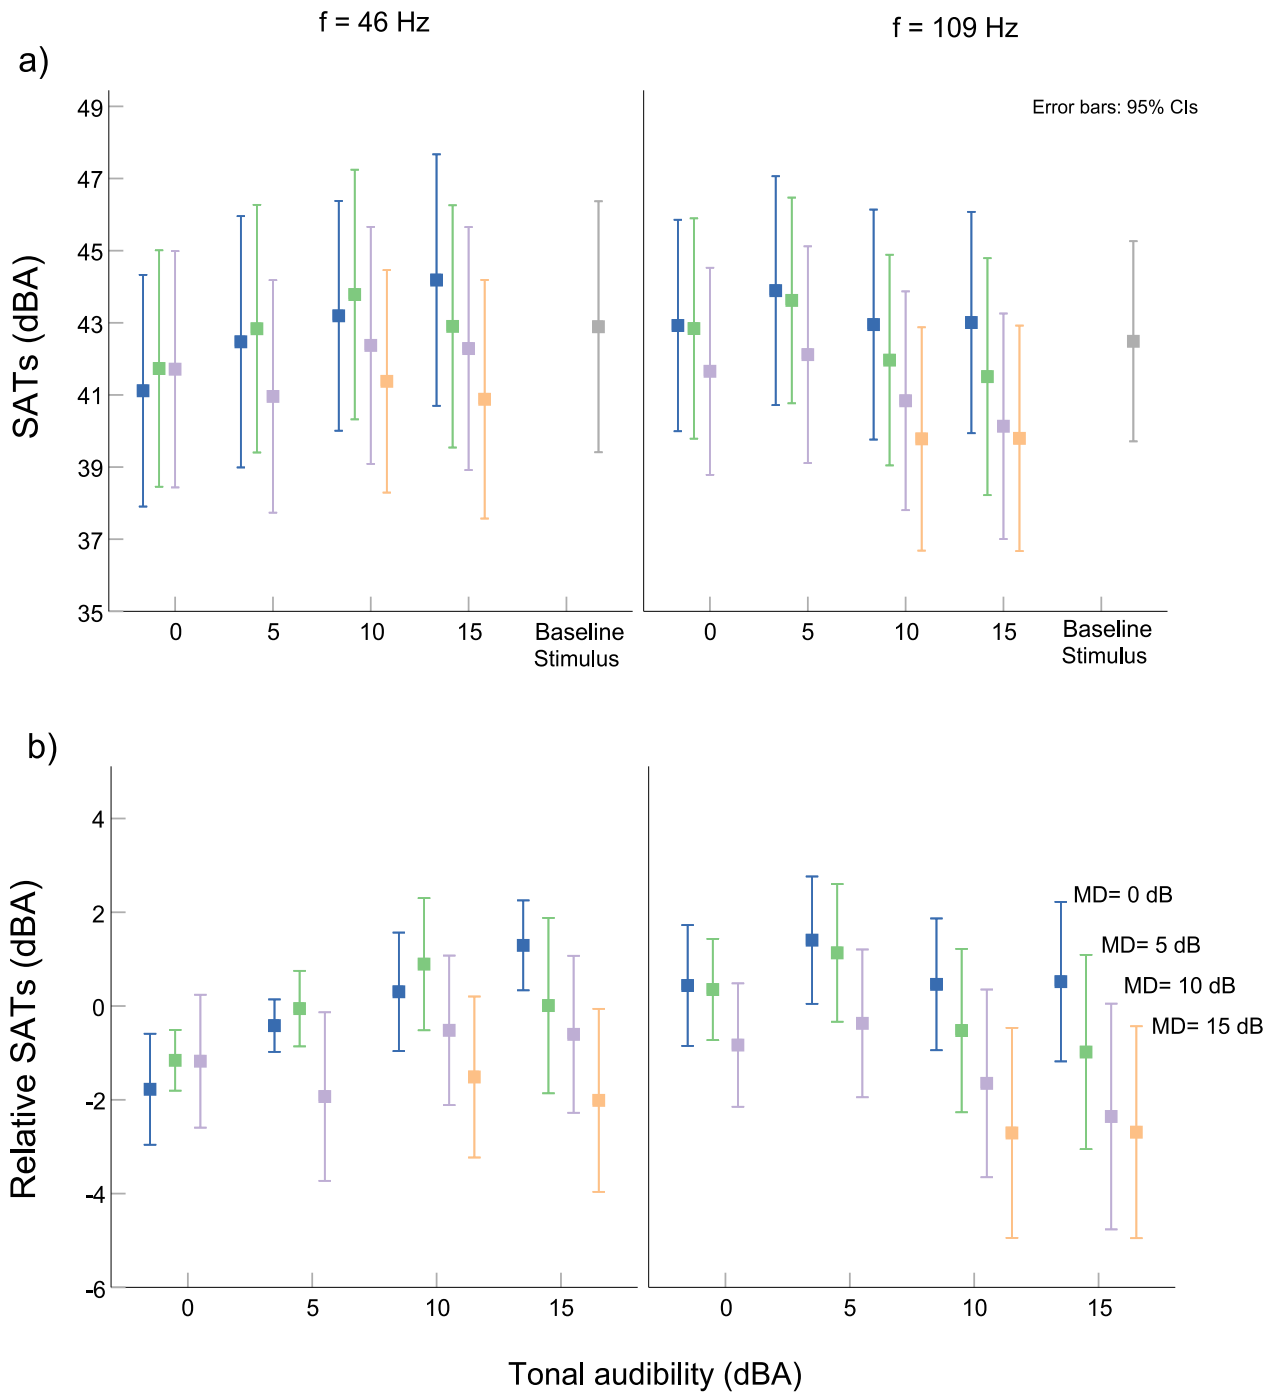 f = 46 Hz
f = 109 Hz
a)
Error bars: 95% CIs
SATs (dBA)
49
47
45
43
41
39
37
35
0 5 10 15 Baseline Stimulus
0 5 10 15 Baseline Stimulus
b)
Relative SATs (dBA)
4
2
0
-2
-4
-6
MD= 0 dB
MD= 5 dB
MD= 10 dB
MD= 15 dB
0 5 10 15
0 5 10 15
Tonal audibility (dBA)